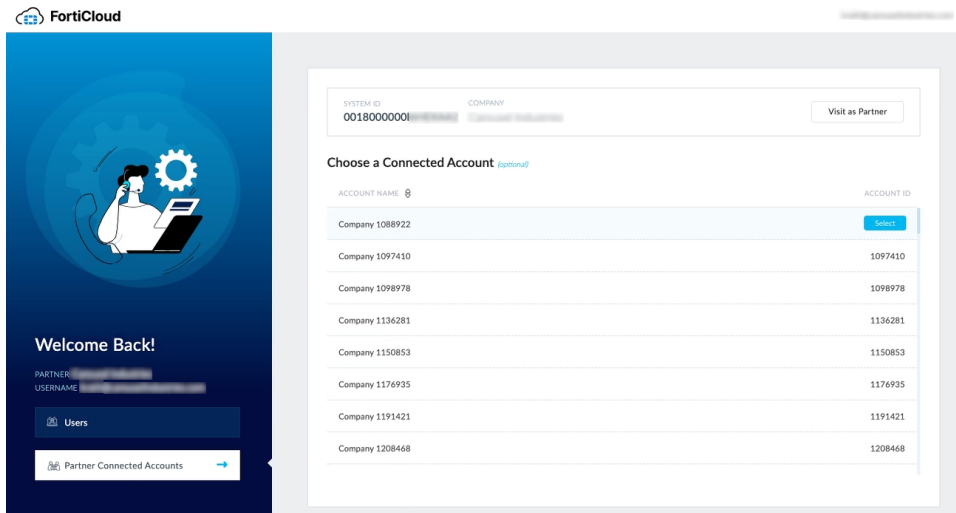 FortiCloud
SYSTEM ID COMPANY
0018000000
Visit as Partner
Choose a Connected Account (optional)
ACCOUNT NAME ACCOUNT ID
Company 1088922 Select
Company 1097410 1097410
Company 1098978 1098978
Company 1136281 1136281
Company 1150853 1150853
Company 1176935 1176935
Company 1191421 1191421
Company 1208468 1208468
Welcome Back!
PARTNER
USERNAME
Users
Partner Connected Accounts